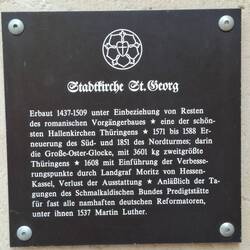 Stadtkirche St. Georg
Erbaut 1437-1509 unter Einbeziehung von Resten
des romanischen Vorgängerbaues ★ eine der schön-
sten Hallenkirchen Thüringens ★ 1571 bis 1588 Er-
neuerung des Süd- und 1851 des Nordturmes; darin
die Große-Oster-Glocke, mit 3601 kg zweitgrößte
Thüringens ★ 1608 mit Einführung der Verbesse-
rungspunkte durch Landgraf Moritz von Hessen-
Kassel, Verlust der Ausstattung ★ Anläßlich der Ta-
gungen des Schmalkaldischen Bundes Predigtstätte
für fast alle namhaften deutschen Reformatoren,
unter ihnen 1537 Martin Luther.